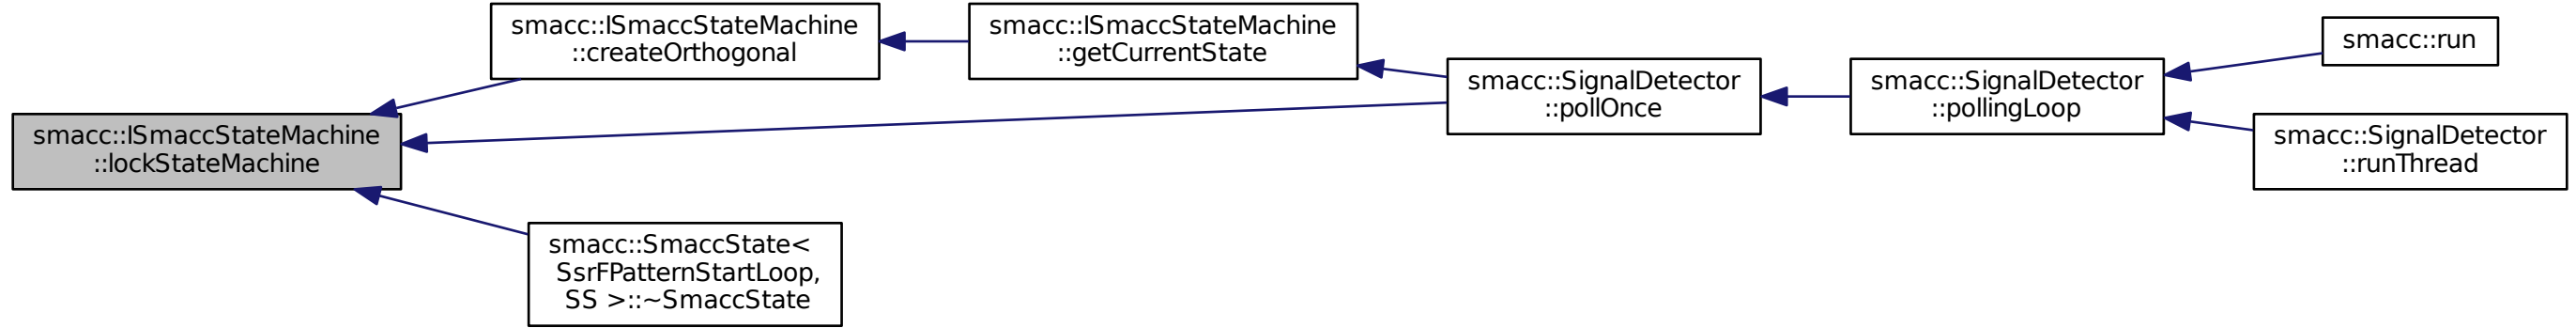 smacc::ISmaccStateMachine
::lockStateMachine
smacc::ISmaccStateMachine
::createOrthogonal
smacc::ISmaccStateMachine
::getCurrentState
smacc::SignalDetector
::pollOnce
smacc::SignalDetector
::pollingLoop
smacc::run
smacc::SignalDetector
::runThread
smacc::SmaccState<
SsrFPatternStartLoop,
SS >::~SmaccState